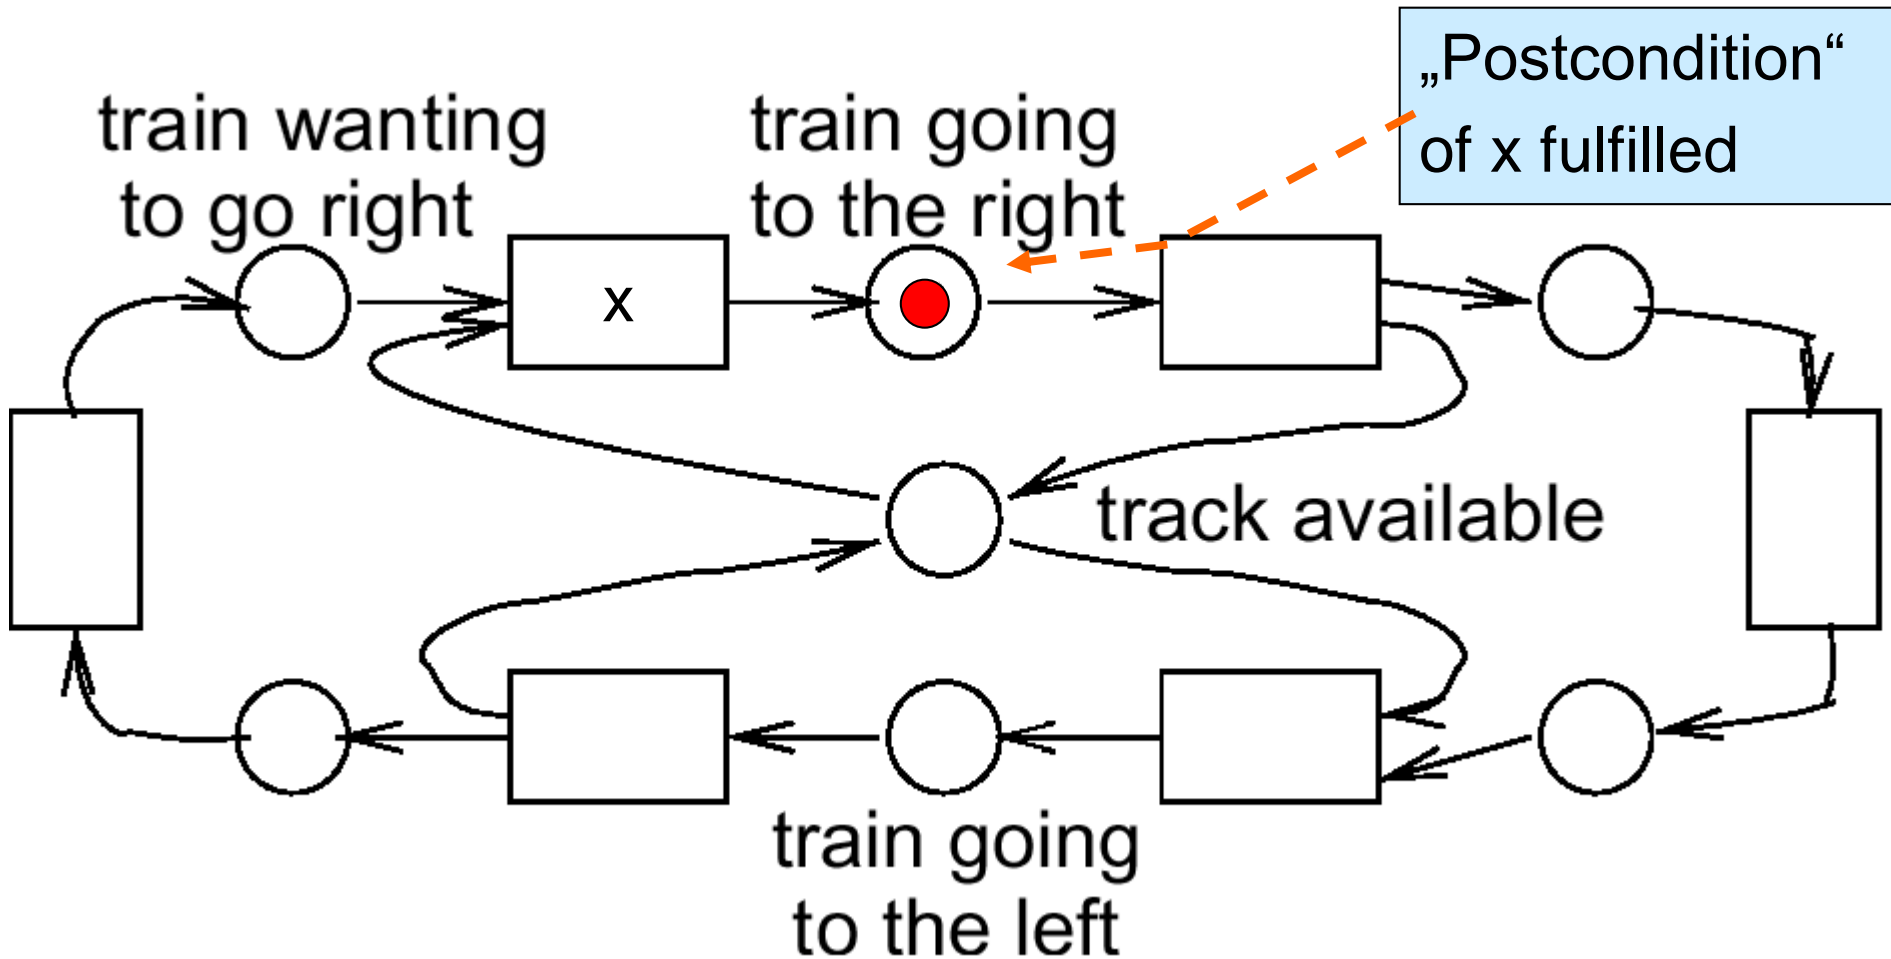 „Postcondition“
of x fulfilled
train wanting
to go right
train going
to the right
x
track available
train going
to the left